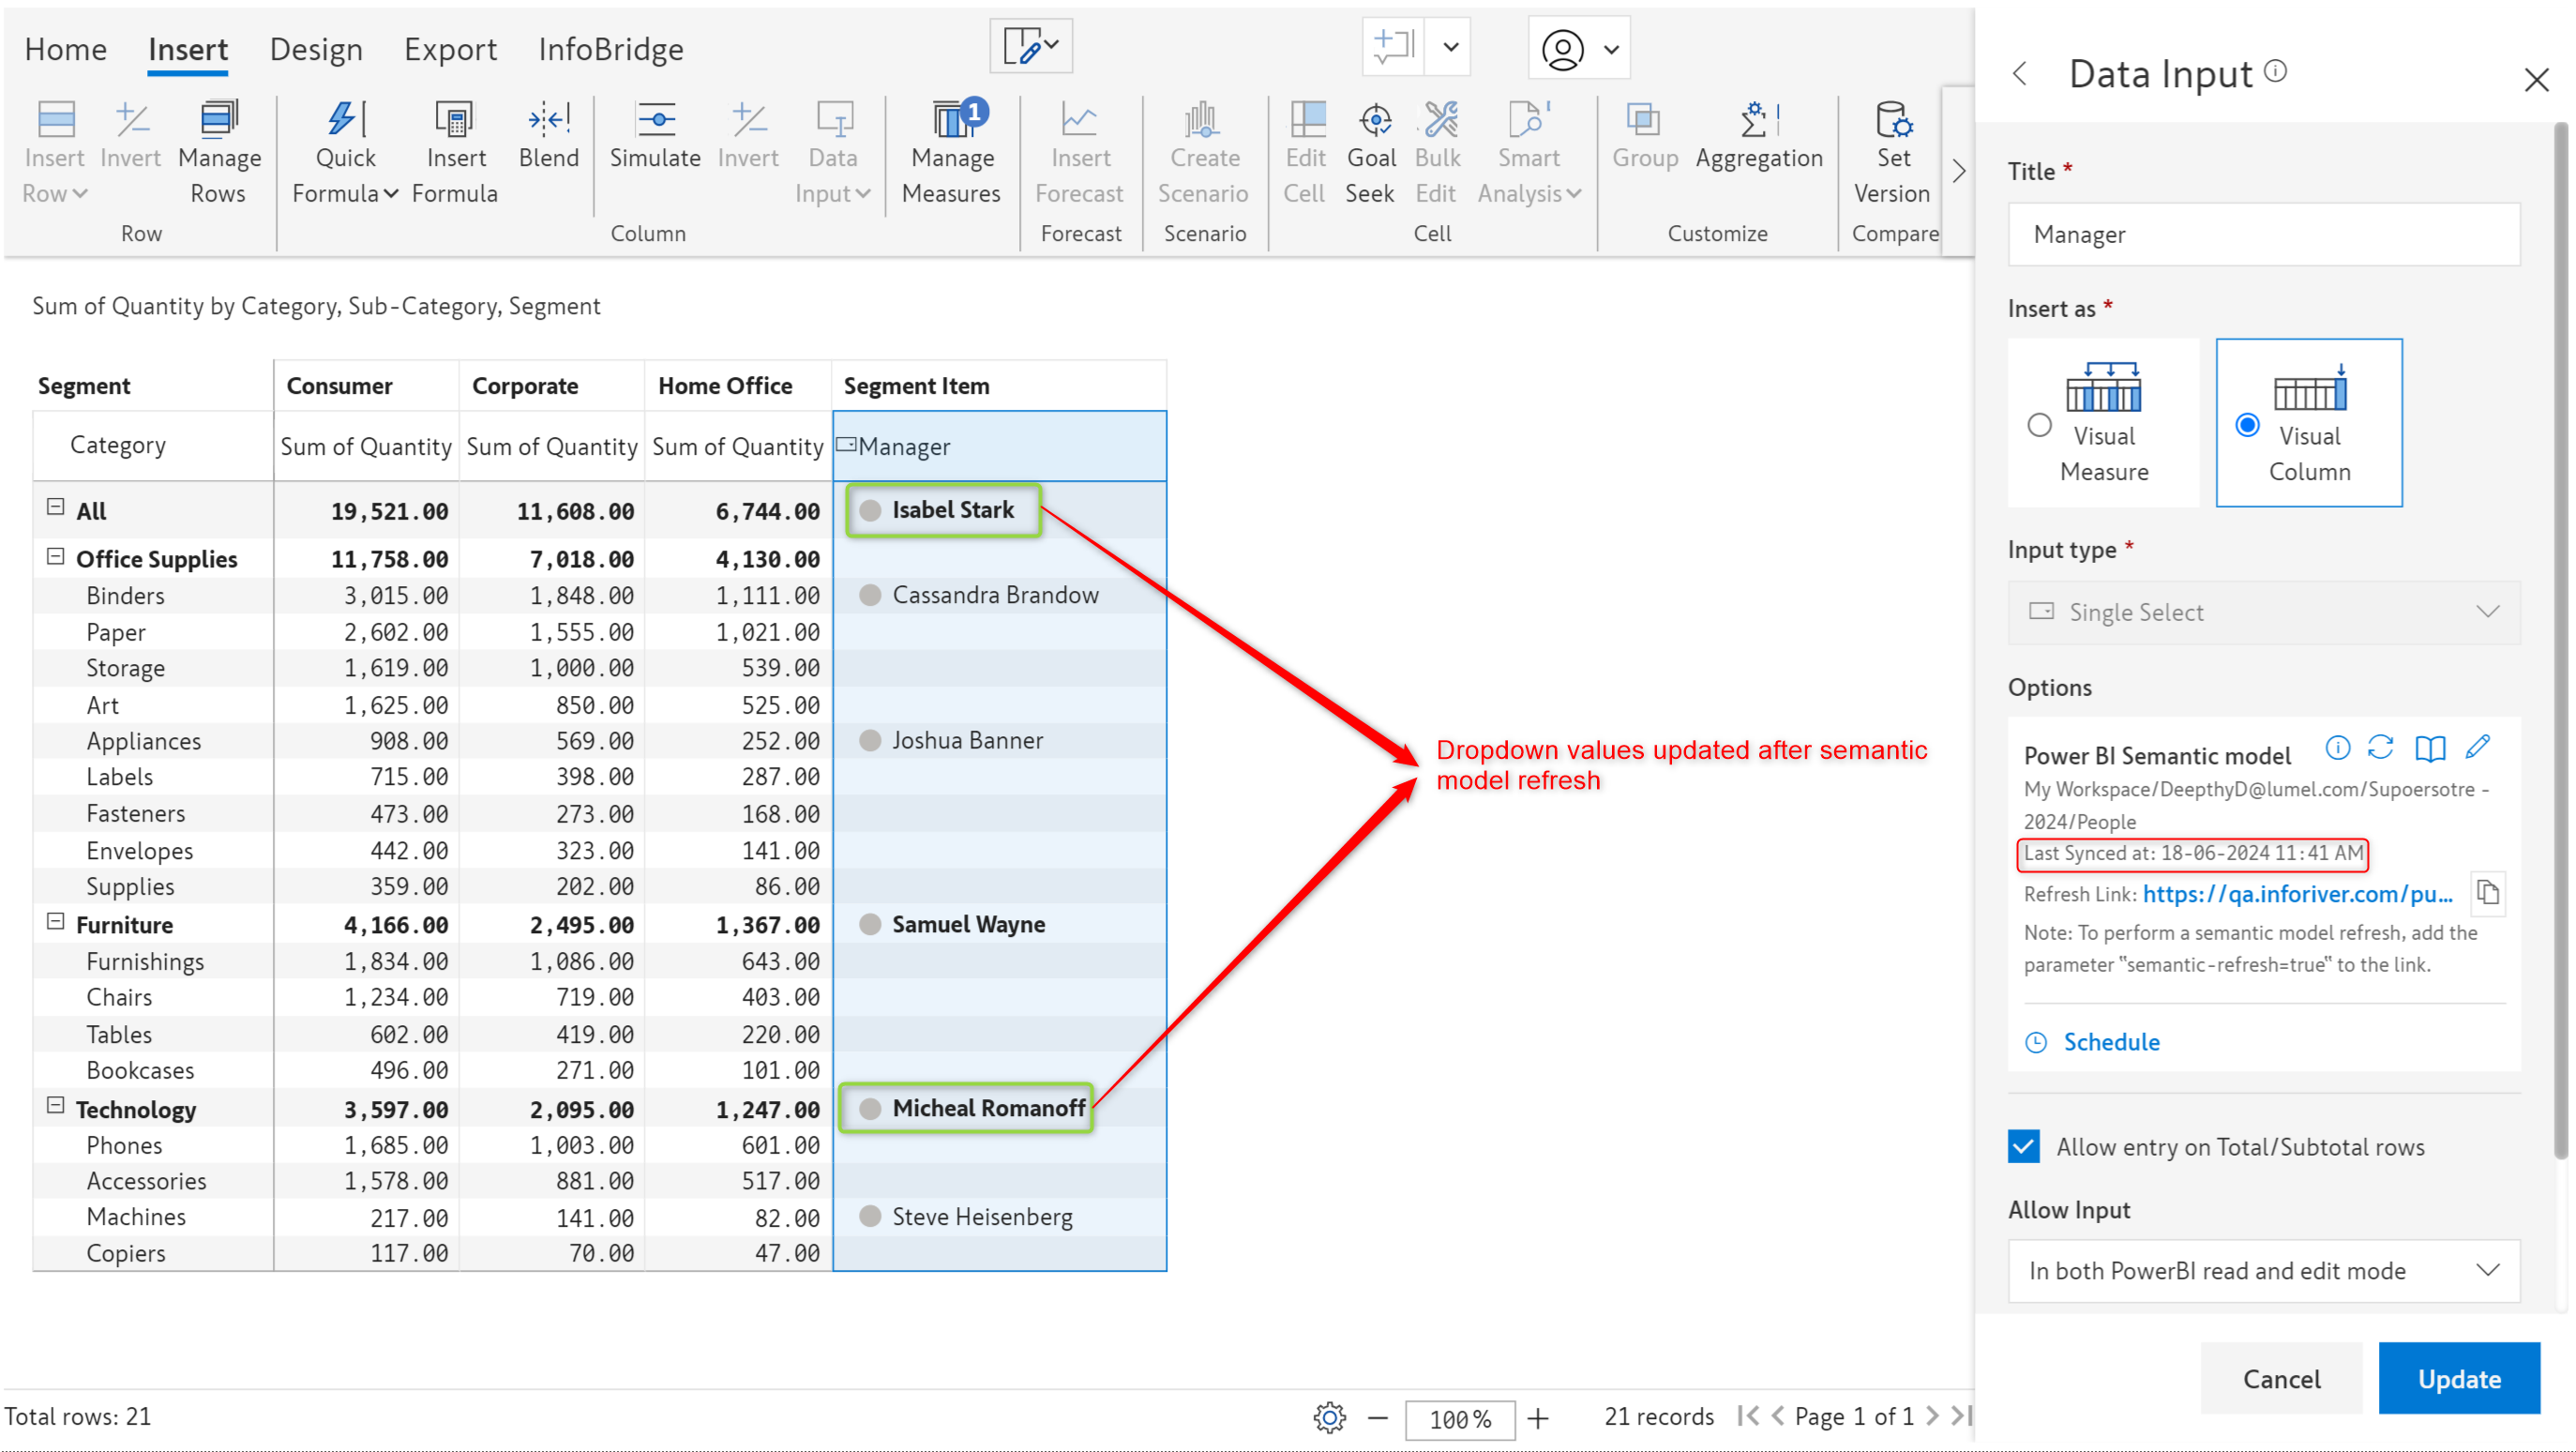 Home Insert Design Export InfoBridge
Insert Row
Invert
Manage Rows
Row
Quick Formula
Insert Formula
Blend
Simulate
Invert
Data Input
Column
Manage Measures
1
Insert Forecast
Forecast
Create Scenario
Scenario
Edit Cell
Goal Seek
Bulk Edit
Smart Analysis
Cell
Group
Aggregation
Customize
Set Version
Compare
Sum of Quantity by Category, Sub-Category, Segment
Segment Consumer Corporate Home Office Segment Item
Category Sum of Quantity Sum of Quantity Sum of Quantity Manager
All 19,521.00 11,608.00 6,744.00 Isabel Stark
Office Supplies 11,758.00 7,018.00 4,130.00
Binders 3,015.00 1,848.00 1,111.00 Cassandra Brandow
Paper 2,602.00 1,555.00 1,021.00
Storage 1,619.00 1,000.00 539.00
Art 1,625.00 850.00 525.00
Appliances 908.00 569.00 252.00 Joshua Banner
Labels 715.00 398.00 287.00
Fasteners 473.00 273.00 168.00
Envelopes 442.00 323.00 141.00
Supplies 359.00 202.00 86.00
Furniture 4,166.00 2,495.00 1,367.00 Samuel Wayne
Furnishings 1,834.00 1,086.00 643.00
Chairs 1,234.00 719.00 403.00
Tables 602.00 419.00 220.00
Bookcases 496.00 271.00 101.00
Technology 3,597.00 2,095.00 1,247.00 Micheal Romanoff
Phones 1,685.00 1,003.00 601.00
Accessories 1,578.00 881.00 517.00
Machines 217.00 141.00 82.00 Steve Heisenberg
Copiers 117.00 70.00 47.00
Dropdown values updated after semantic
model refresh
Total rows: 21
100%
21 records
Page 1 of 1
Data Input
Title *
Manager
Insert as *
Visual Measure
Visual Column
Input type *
Single Select
Options
Power BI Semantic model
My Workspace/DeepthyD@lumel.com/Supoersotre -
2024/People
Last Synced at: 18-06-2024 11:41 AM
Refresh Link: https://qa.inforiver.com/pu...
Note: To perform a semantic model refresh, add the
parameter "semantic-refresh=true" to the link.
Schedule
Allow entry on Total/Subtotal rows
Allow Input
In both PowerBI read and edit mode
Cancel
Update